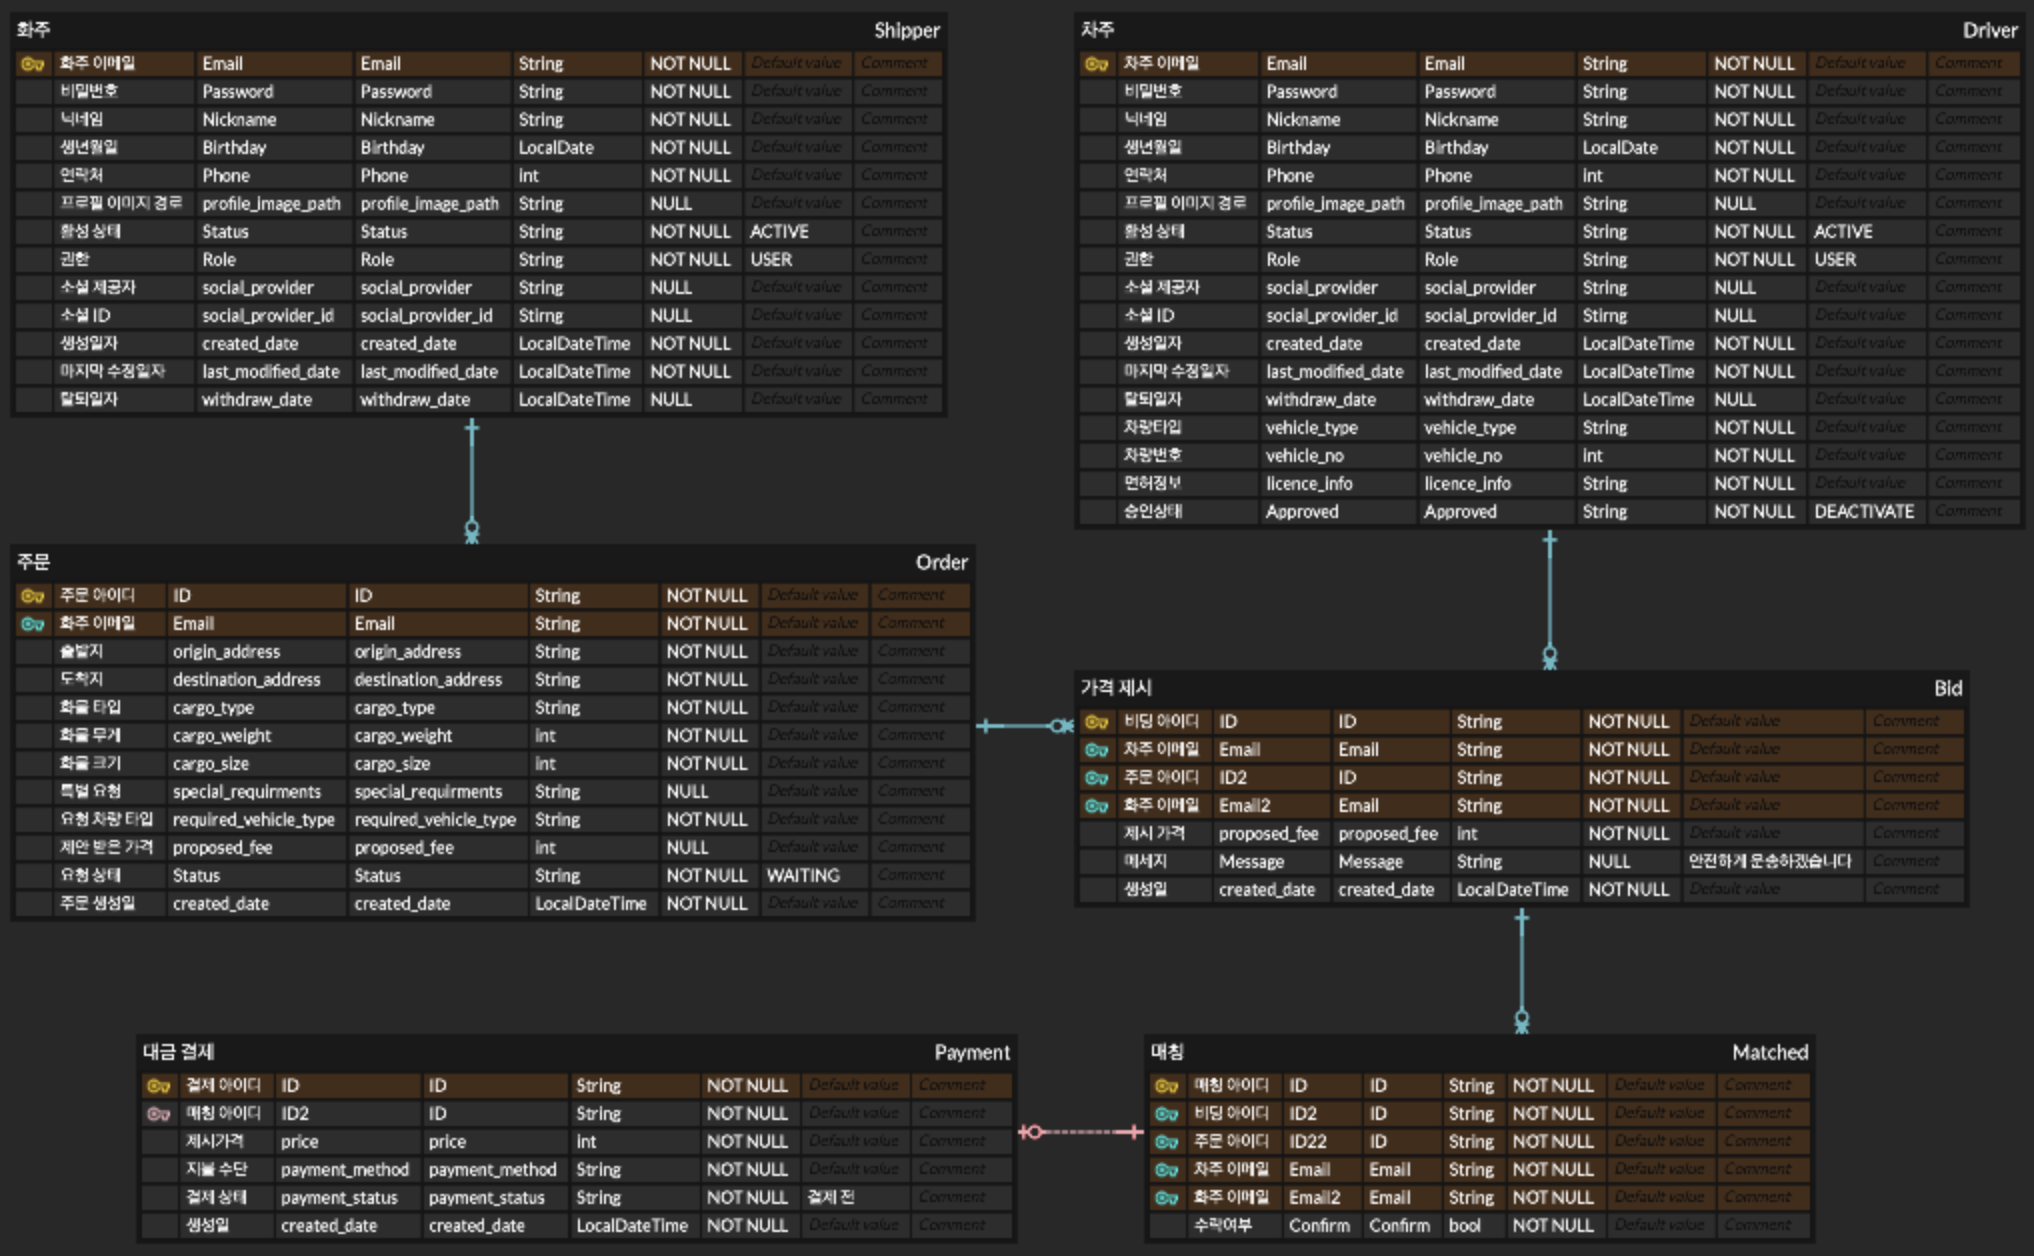 화주 Shipper
화주 이메일 Email Email String NOT NULL Default value Comment
비밀번호 Password Password String NOT NULL Default value Comment
닉네임 Nickname Nickname String NOT NULL Default value Comment
생년월일 Birthday Birthday LocalDate NOT NULL Default value Comment
연락처 Phone Phone int NOT NULL Default value Comment
프로필 이미지 경로 profile_image_path profile_image_path String NULL Default value Comment
활성 상태 Status Status String NOT NULL ACTIVE Comment
권한 Role Role String NOT NULL USER Comment
소셜 제공자 social_provider social_provider String NULL Default value Comment
소셜 ID social_provider_id social_provider_id Stirng NULL Default value Comment
생성일자 created_date created_date LocalDateTime NOT NULL Default value Comment
마지막 수정일자 last_modified_date last_modified_date LocalDateTime NOT NULL Default value Comment
탈퇴일자 withdraw_date withdraw_date LocalDateTime NULL Default value Comment
차주 Driver
차주 이메일 Email Email String NOT NULL Default value Comment
비밀번호 Password Password String NOT NULL Default value Comment
닉네임 Nickname Nickname String NOT NULL Default value Comment
생년월일 Birthday Birthday LocalDate NOT NULL Default value Comment
연락처 Phone Phone int NOT NULL Default value Comment
프로필 이미지 경로 profile_image_path profile_image_path String NULL Default value Comment
활성 상태 Status Status String NOT NULL ACTIVE Comment
권한 Role Role String NOT NULL USER Comment
소셜 제공자 social_provider social_provider String NULL Default value Comment
소셜 ID social_provider_id social_provider_id Stirng NULL Default value Comment
생성일자 created_date created_date LocalDateTime NOT NULL Default value Comment
마지막 수정일자 last_modified_date last_modified_date LocalDateTime NOT NULL Default value Comment
탈퇴일자 withdraw_date withdraw_date LocalDateTime NULL Default value Comment
차량타입 vehicle_type vehicle_type String NOT NULL Default value Comment
차량번호 vehicle_no vehicle_no int NOT NULL Default value Comment
면허정보 licence_info licence_info String NOT NULL Default value Comment
승인상태 Approved Approved String NOT NULL DEACTIVATE Comment
주문 Order
주문 아이디 ID ID String NOT NULL Default value Comment
화주 이메일 Email Email String NOT NULL Default value Comment
출발지 origin_address origin_address String NOT NULL Default value Comment
도착지 destination_address destination_address String NOT NULL Default value Comment
화물 타입 cargo_type cargo_type String NOT NULL Default value Comment
화물 무게 cargo_weight cargo_weight int NOT NULL Default value Comment
화물 크기 cargo_size cargo_size int NOT NULL Default value Comment
특별 요청 special_requirments special_requirments String NULL Default value Comment
요청 차량 타입 required_vehicle_type required_vehicle_type String NOT NULL Default value Comment
제안 받은 가격 proposed_fee proposed_fee int NULL Default value Comment
요청 상태 Status Status String NOT NULL WAITING Comment
주문 생성일 created_date created_date LocalDateTime NOT NULL Default value Comment
가격 제시 Bid
비딩 아이디 ID ID String NOT NULL Default value Comment
차주 이메일 Email Email String NOT NULL Default value Comment
주문 아이디 ID2 ID String NOT NULL Default value Comment
화주 이메일 Email2 Email String NOT NULL Default value Comment
제시 가격 proposed_fee proposed_fee int NOT NULL Default value Comment
메세지 Message Message String NULL 안전하게 운송하겠습니다 Comment
생성일 created_date created_date LocalDateTime NOT NULL Default value Comment
대금 결제 Payment
결제 아이디 ID ID String NOT NULL Default value Comment
매칭 아이디 ID2 ID String NOT NULL Default value Comment
제시가격 price price int NOT NULL Default value Comment
지불 수단 payment_method payment_method String NOT NULL Default value Comment
결제 상태 payment_status payment_status String NOT NULL 결제 전 Comment
생성일 created_date created_date LocalDateTime NOT NULL Default value Comment
매칭 Matched
매칭 아이디 ID ID String NOT NULL Default value Comment
비딩 아이디 ID2 ID String NOT NULL Default value Comment
주문 아이디 ID22 ID String NOT NULL Default value Comment
차주 이메일 Email Email String NOT NULL Default value Comment
화주 이메일 Email2 Email String NOT NULL Default value Comment
수락여부 Confirm Confirm bool NOT NULL Default value Comment